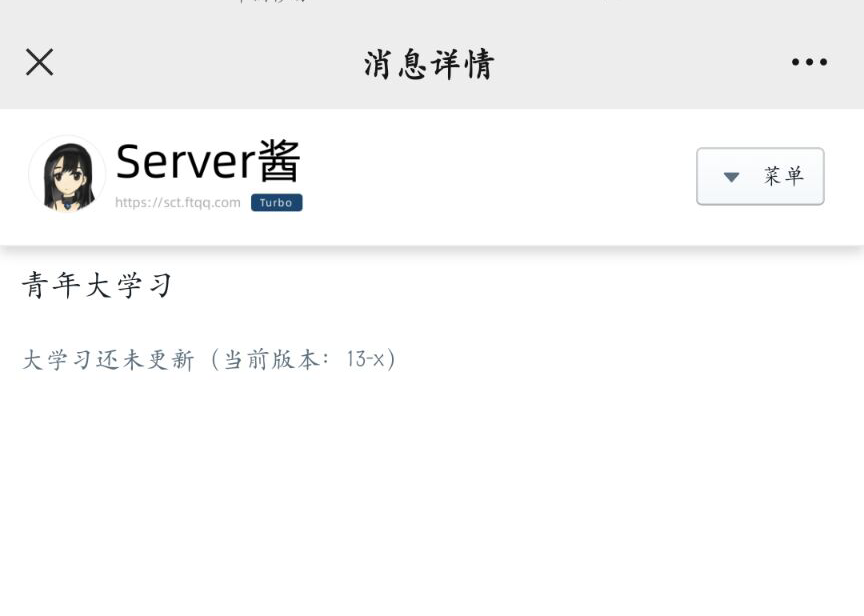 消息详情
Server酱
https://sct.ftqq.com Turbo
菜单
青年大学习
大学习还未更新（当前版本：13-x）